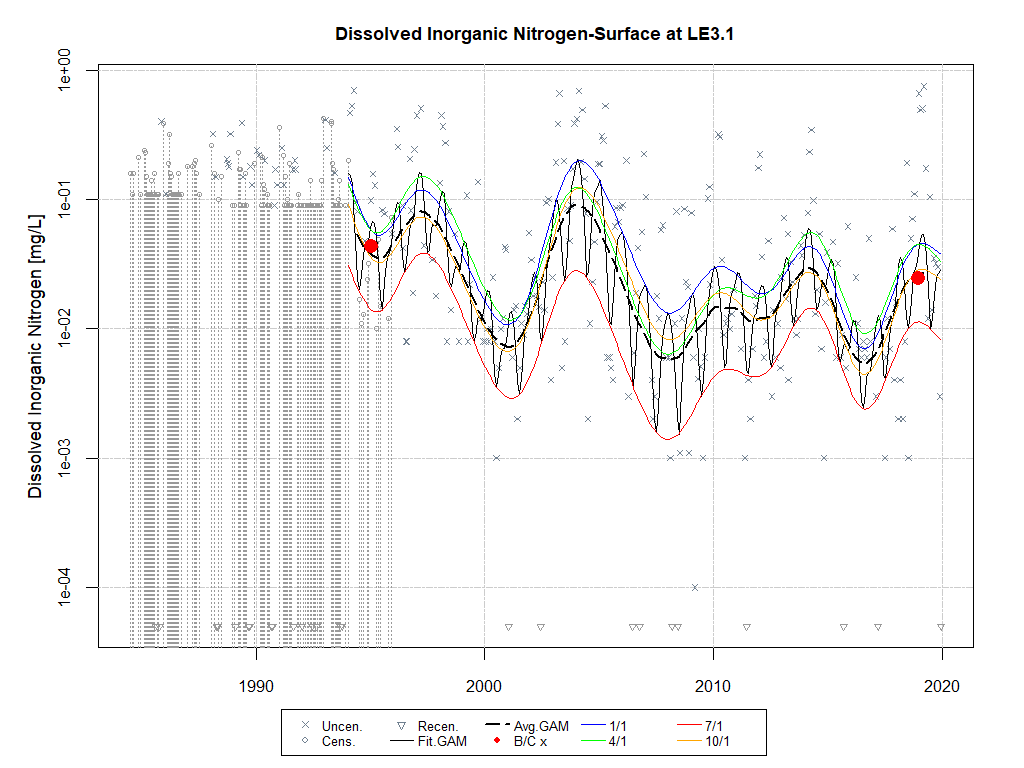 Dissolved Inorganic Nitrogen-Surface at LE3.1
Dissolved Inorganic Nitrogen [mg/L]
1e+00
1e-01
1e-02
1e-03
1e-04
1990 2000 2010 2020
Uncen. Recen. Avg.GAM 1/1 7/1
Cens. Fit.GAM B/C x 4/1 10/1